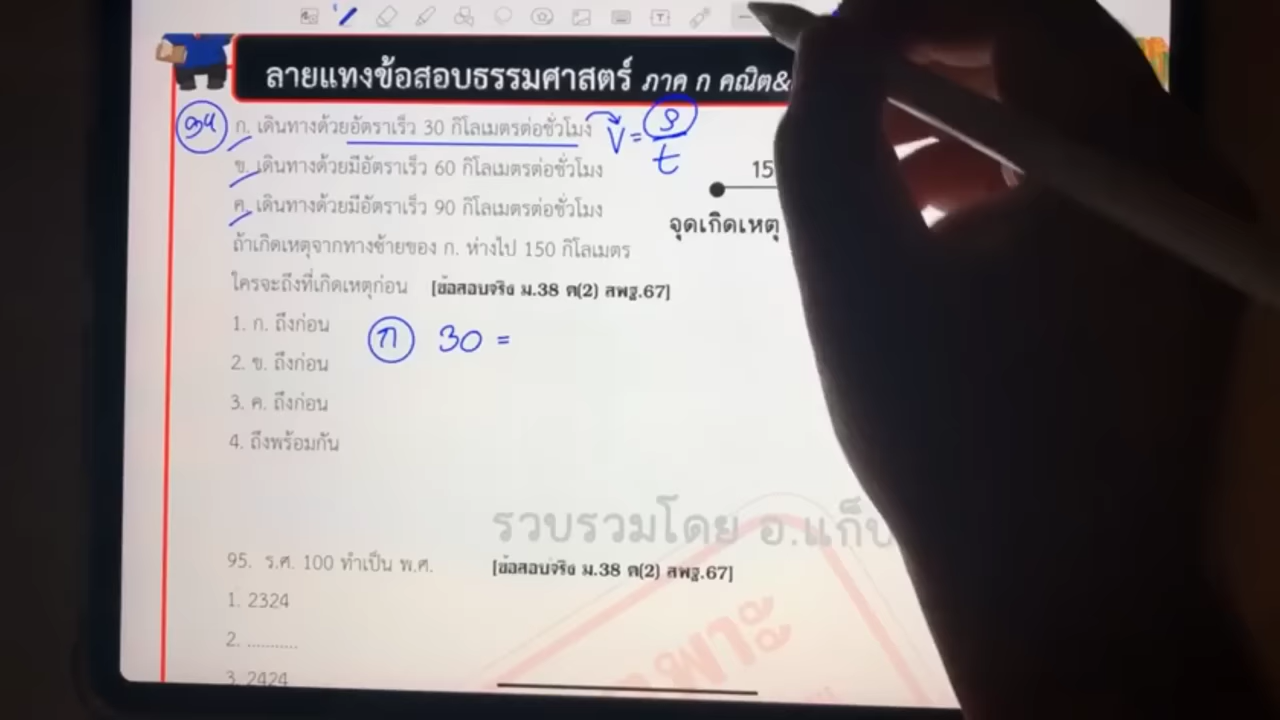 ลายแทงข้อสอบธรรมศาสตร์ ภาค ก คณิต&
๑๔ ก. เดินทางด้วยอัตราเร็ว 30 กิโลเมตรต่อชั่วโมง
V = s/t
ข. เดินทางด้วยมีอัตราเร็ว 60 กิโลเมตรต่อชั่วโมง
15
ค. เดินทางด้วยมีอัตราเร็ว 90 กิโลเมตรต่อชั่วโมง
จุดเกิดเหตุ
ถ้าเกิดเหตุจากทางซ้ายของ ก. ห่างไป 150 กิโลเมตร
ใครจะถึงที่เกิดเหตุก่อน [ข้อสอบจริง ม.38 ค(2) สพฐ.67]
1. ก. ถึงก่อน
ก 30 =
2. ข. ถึงก่อน
3. ค. ถึงก่อน
4. ถึงพร้อมกัน
รวบรวมโดย อ.แก็
95. ร.ศ. 100 ทำเป็น พ.ศ. [ข้อสอบจริง ม.38 ค(2) สพฐ.67]
1. 2324
2. ...........
3. 2424